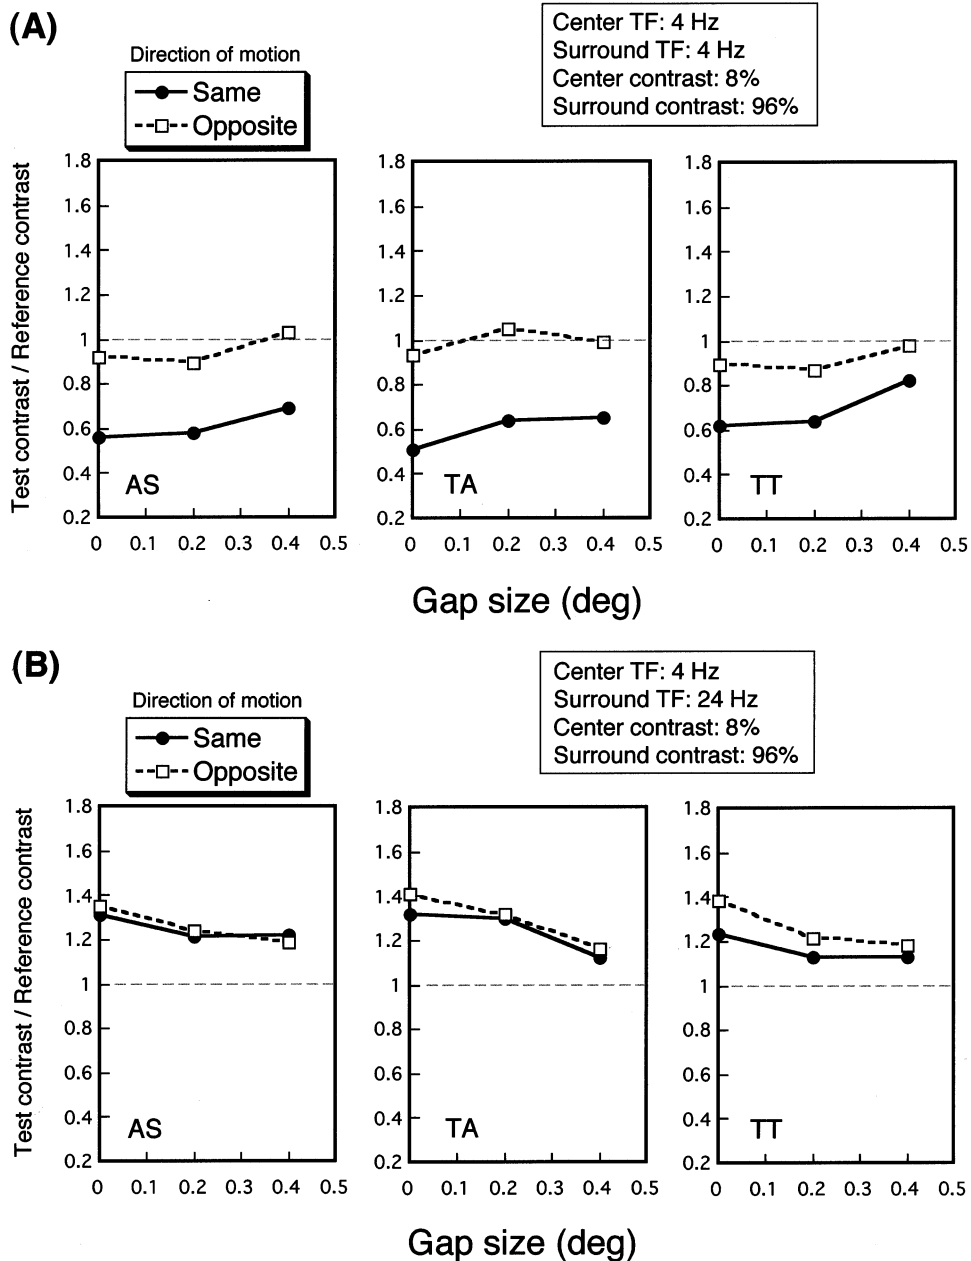 (A)
Direction of motion
Same
Opposite
Center TF: 4 Hz
Surround TF: 4 Hz
Center contrast: 8%
Surround contrast: 96%
Test contrast / Reference contrast
1.8
1.6
1.4
1.2
1
0.8
0.6
0.4
0.2
AS
0 0.1 0.2 0.3 0.4 0.5
1.8
1.6
1.4
1.2
1
0.8
0.6
0.4
0.2
TA
0 0.1 0.2 0.3 0.4 0.5
1.8
1.6
1.4
1.2
1
0.8
0.6
0.4
0.2
TT
0 0.1 0.2 0.3 0.4 0.5
Gap size (deg)
(B)
Direction of motion
Same
Opposite
Center TF: 4 Hz
Surround TF: 24 Hz
Center contrast: 8%
Surround contrast: 96%
Test contrast / Reference contrast
1.8
1.6
1.4
1.2
1
0.8
0.6
0.4
0.2
AS
0 0.1 0.2 0.3 0.4 0.5
1.8
1.6
1.4
1.2
1
0.8
0.6
0.4
0.2
TA
0 0.1 0.2 0.3 0.4 0.5
1.8
1.6
1.4
1.2
1
0.8
0.6
0.4
0.2
TT
0 0.1 0.2 0.3 0.4 0.5
Gap size (deg)